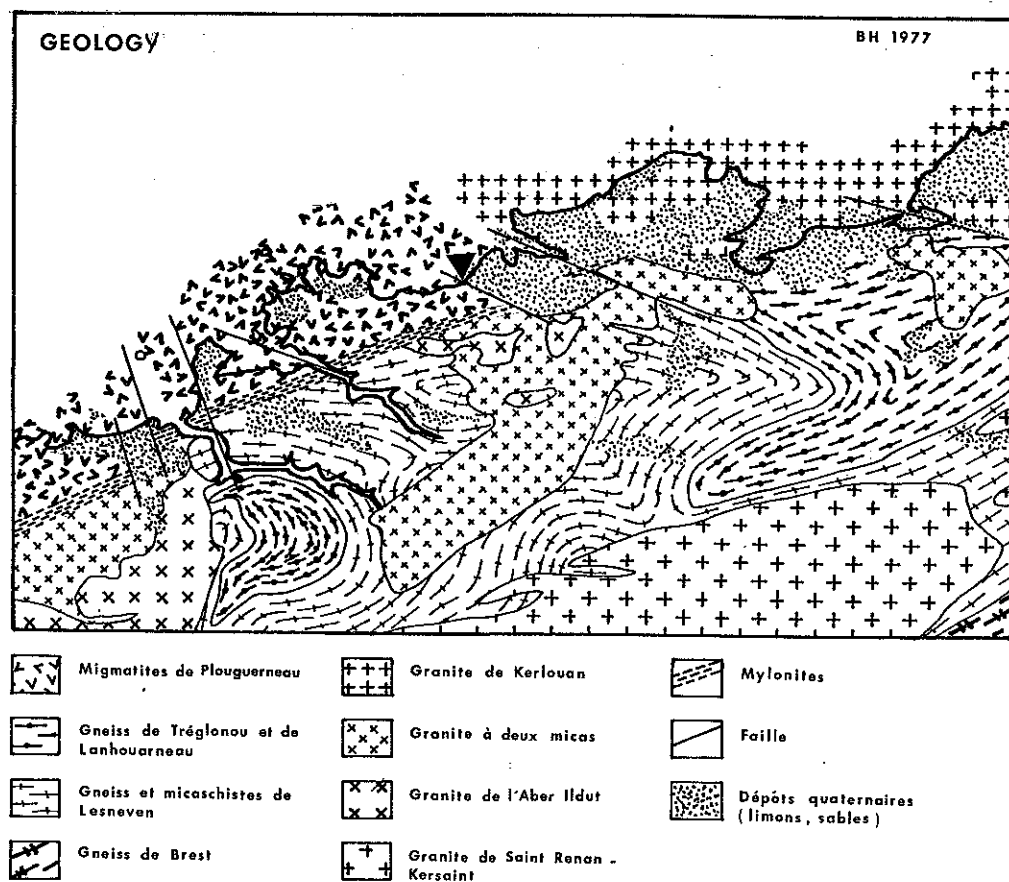 GEOLOGY
BH 1977
Migmatites de Plouguerneau
Gneiss de Tréglonou et de
Lanhouarneau
Gneiss et micaschistes de
Lesneven
Gneiss de Brest
Granite de Kerlouan
Granite à deux micas
Granite de l'Aber Ildut
Granite de Saint Renan -
Kersaint
Mylonites
Faille
Dépôts quaternaires
(limons, sables)